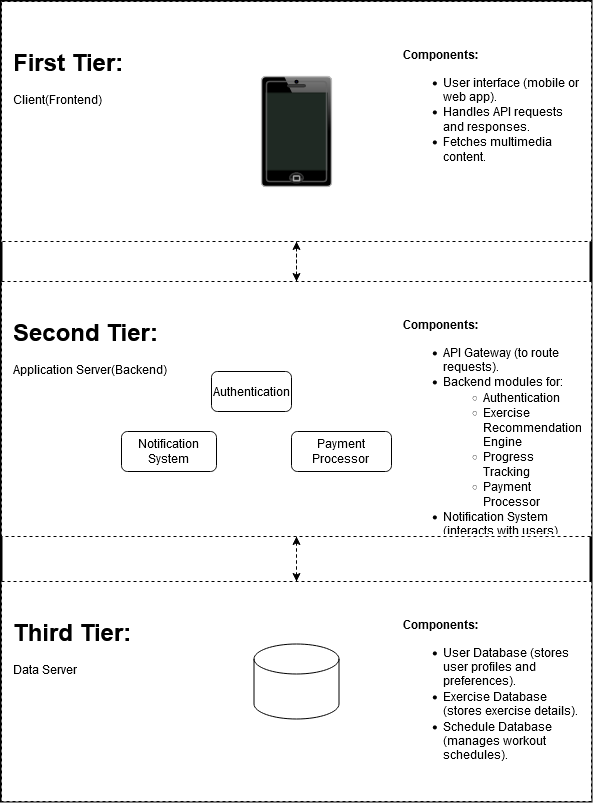 First Tier:
Client(Frontend)
Components:
User interface (mobile or
web app).
Handles API requests
and responses.
Fetches multimedia
content.
Second Tier:
Application Server(Backend)
Authentication
Notification
System
Payment
Processor
Components:
API Gateway (to route
requests).
Backend modules for:
Authentication
Exercise
Recommendation
Engine
Progress
Tracking
Payment
Processor
Notification System
(interacts with users)
Third Tier:
Data Server
Components:
User Database (stores
user profiles and
preferences).
Exercise Database
(stores exercise details).
Schedule Database
(manages workout
schedules).